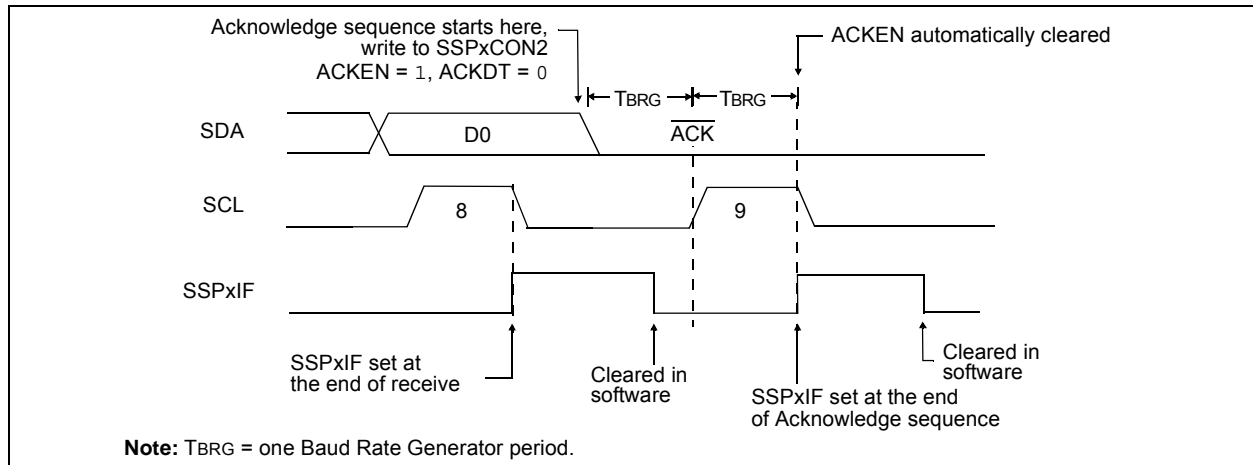 Acknowledge sequence starts here,
write to SSPxCON2
ACKEN = 1, ACKDT = 0
ACKEN automatically cleared
TBRG
TBRG
SDA
D0
ACK
SCL
8
9
SSPxIF
SSPxIF set at
the end of receive
Cleared in
software
SSPxIF set at the end
of Acknowledge sequence
Cleared in
software
Note: TBRG = one Baud Rate Generator period.